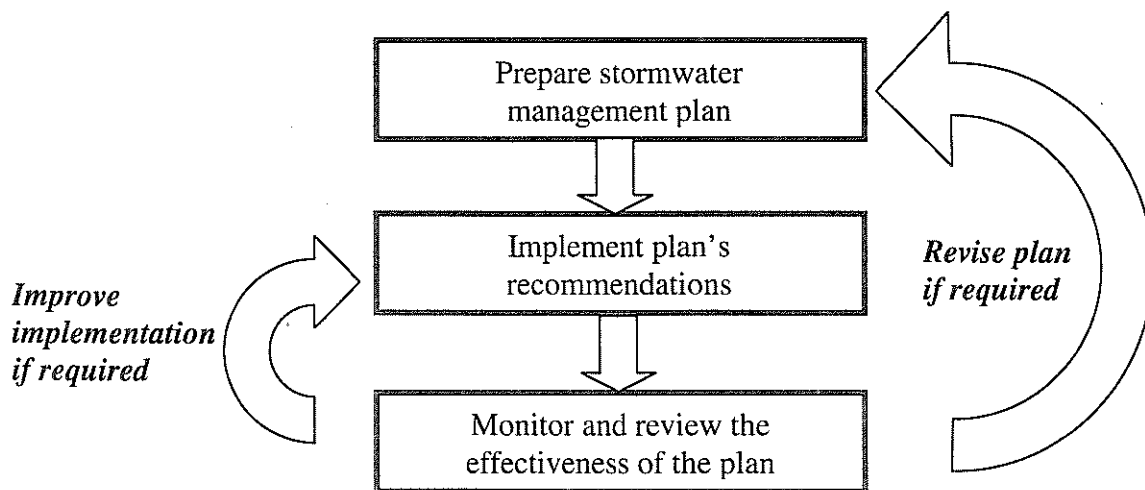 Prepare stormwater
management plan
Implement plan's
recommendations
Improve
implementation
if required
Revise plan
if required
Monitor and review the
effectiveness of the plan